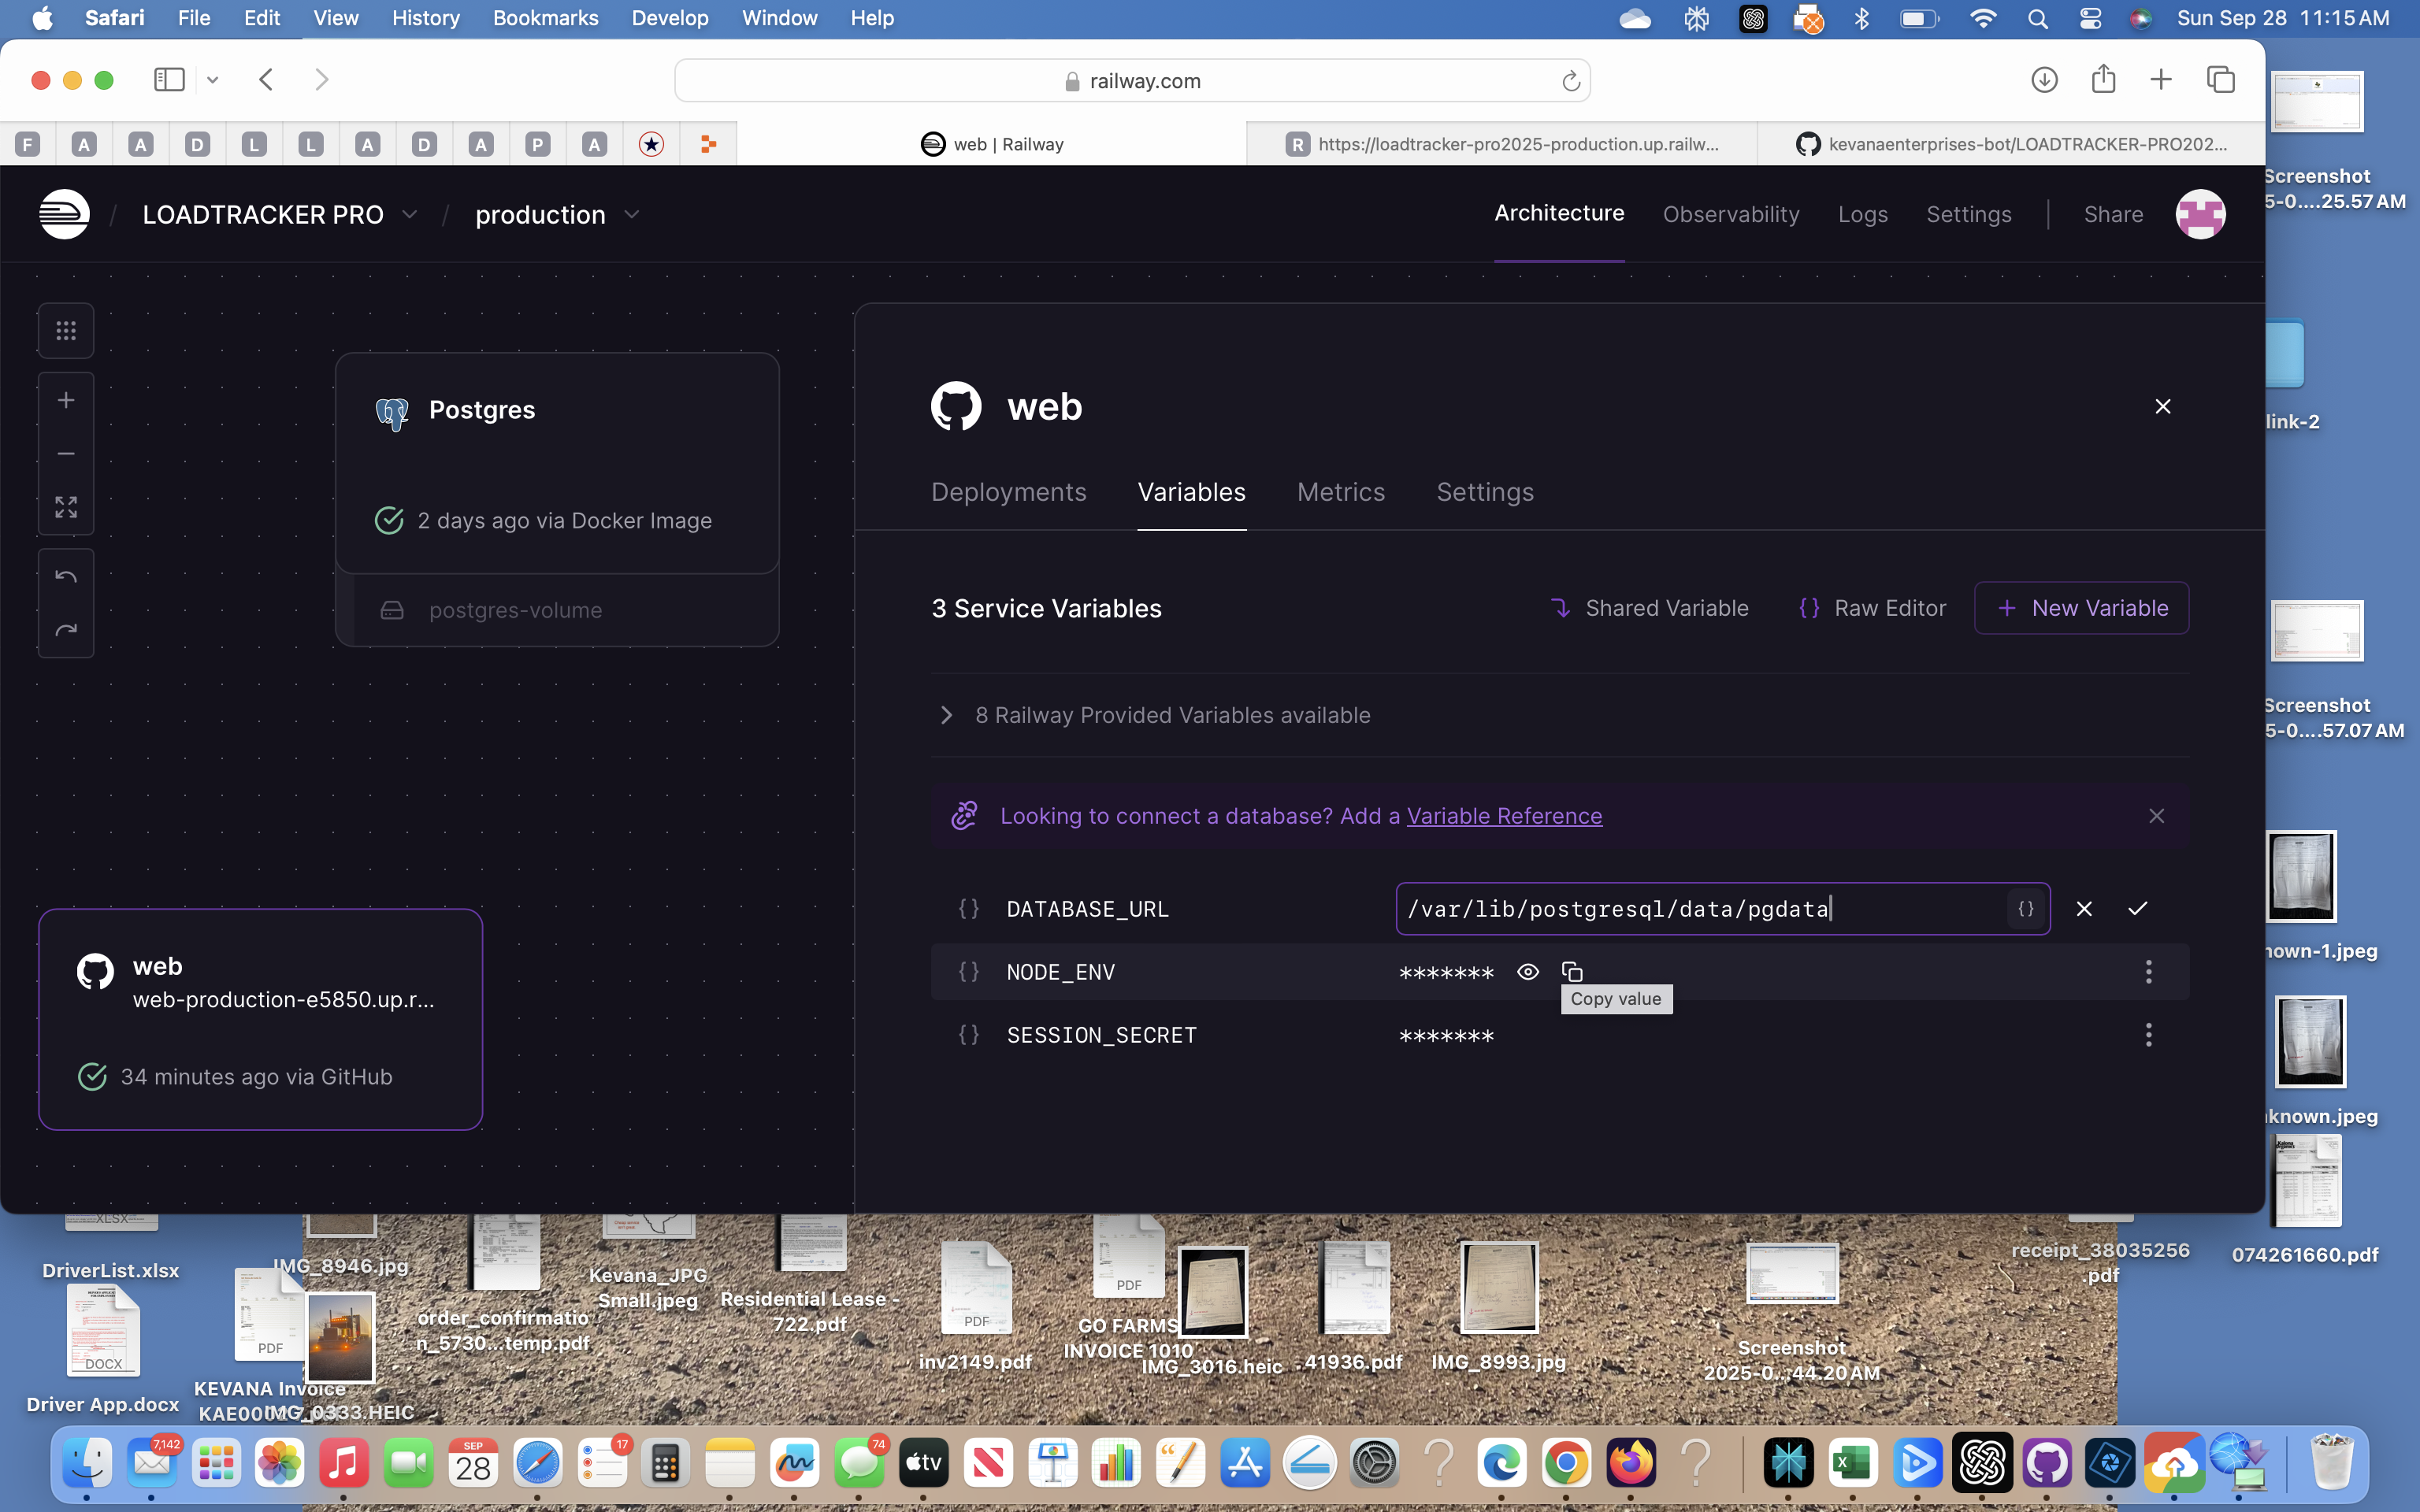 Safari File Edit View History Bookmarks Develop Window Help Sun Sep 28 11:15 AM
railway.com
F A A D L L A D A P A web | Railway R https://loadtracker-pro2025-production.up.railw... kevanaenterprises-bot/LOADTRACKER-PRO202...
/ LOADTRACKER PRO / production Architecture Observability Logs Settings | Share
Postgres
2 days ago via Docker Image
postgres-volume
web
web-production-e5850.up.r...
34 minutes ago via GitHub
web
Deployments Variables Metrics Settings
3 Service Variables Shared Variable {} Raw Editor + New Variable
8 Railway Provided Variables available
Looking to connect a database? Add a Variable Reference
{} DATABASE_URL /var/lib/postgresql/data/pgdata {}
{} NODE_ENV *******
Copy value
{} SESSION_SECRET *******
Screenshot
5-0....25.57 AM
link-2
Screenshot
5-0....57.07 AM
nown-1.jpeg
known.jpeg
074261660.pdf
receipt_38035256
.pdf
XLSX
DriverList.xlsx
IMG_8946.jpg
order_confirmatio
n_5730...temp.pdf
Kevana_JPG
Small.jpeg
Residential Lease -
722.pdf
PDF
inv2149.pdf
PDF
GO FARMS
INVOICE 1010
IMG_3016.heic
41936.pdf
IMG_8993.jpg
Screenshot
2025-0...:44.20 AM
DOCX
Driver App.docx
PDF
KEVANA Invoice
IMG_0333.HEIC
7,142 SEP 28 17 74 tv